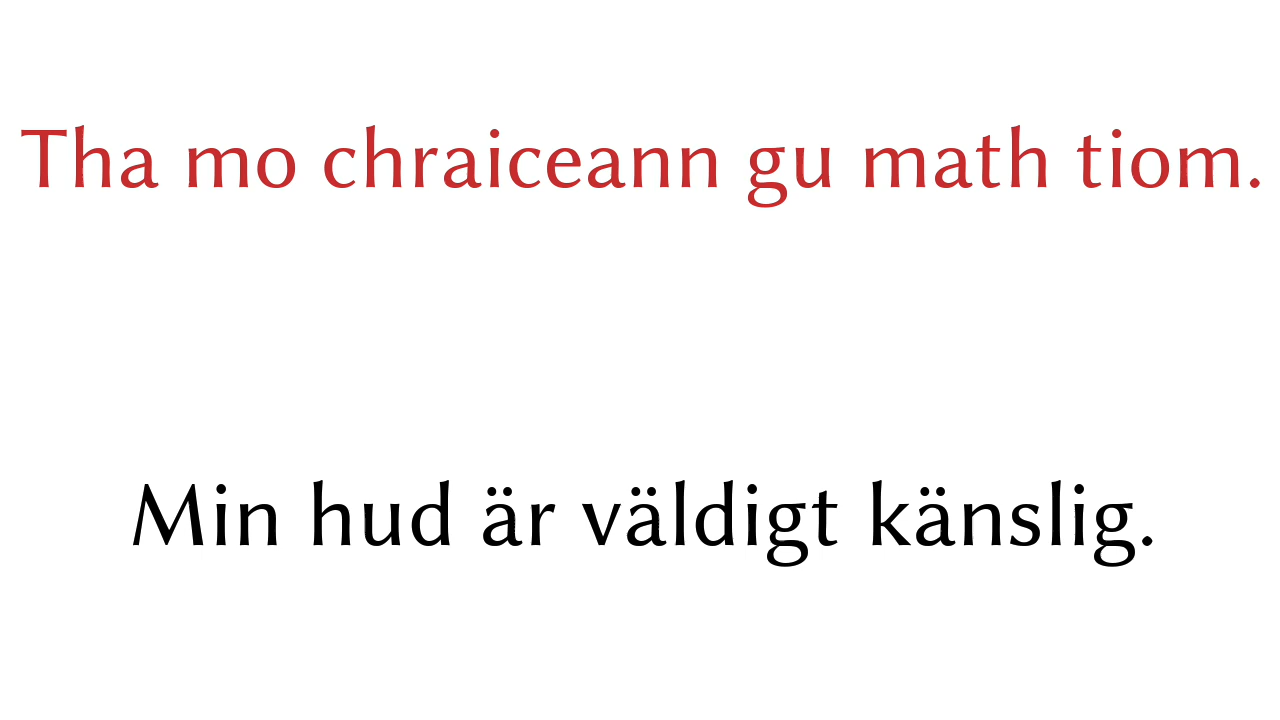 Tha mo chraiceann gu math tiom.
Min hud är väldigt känslig.